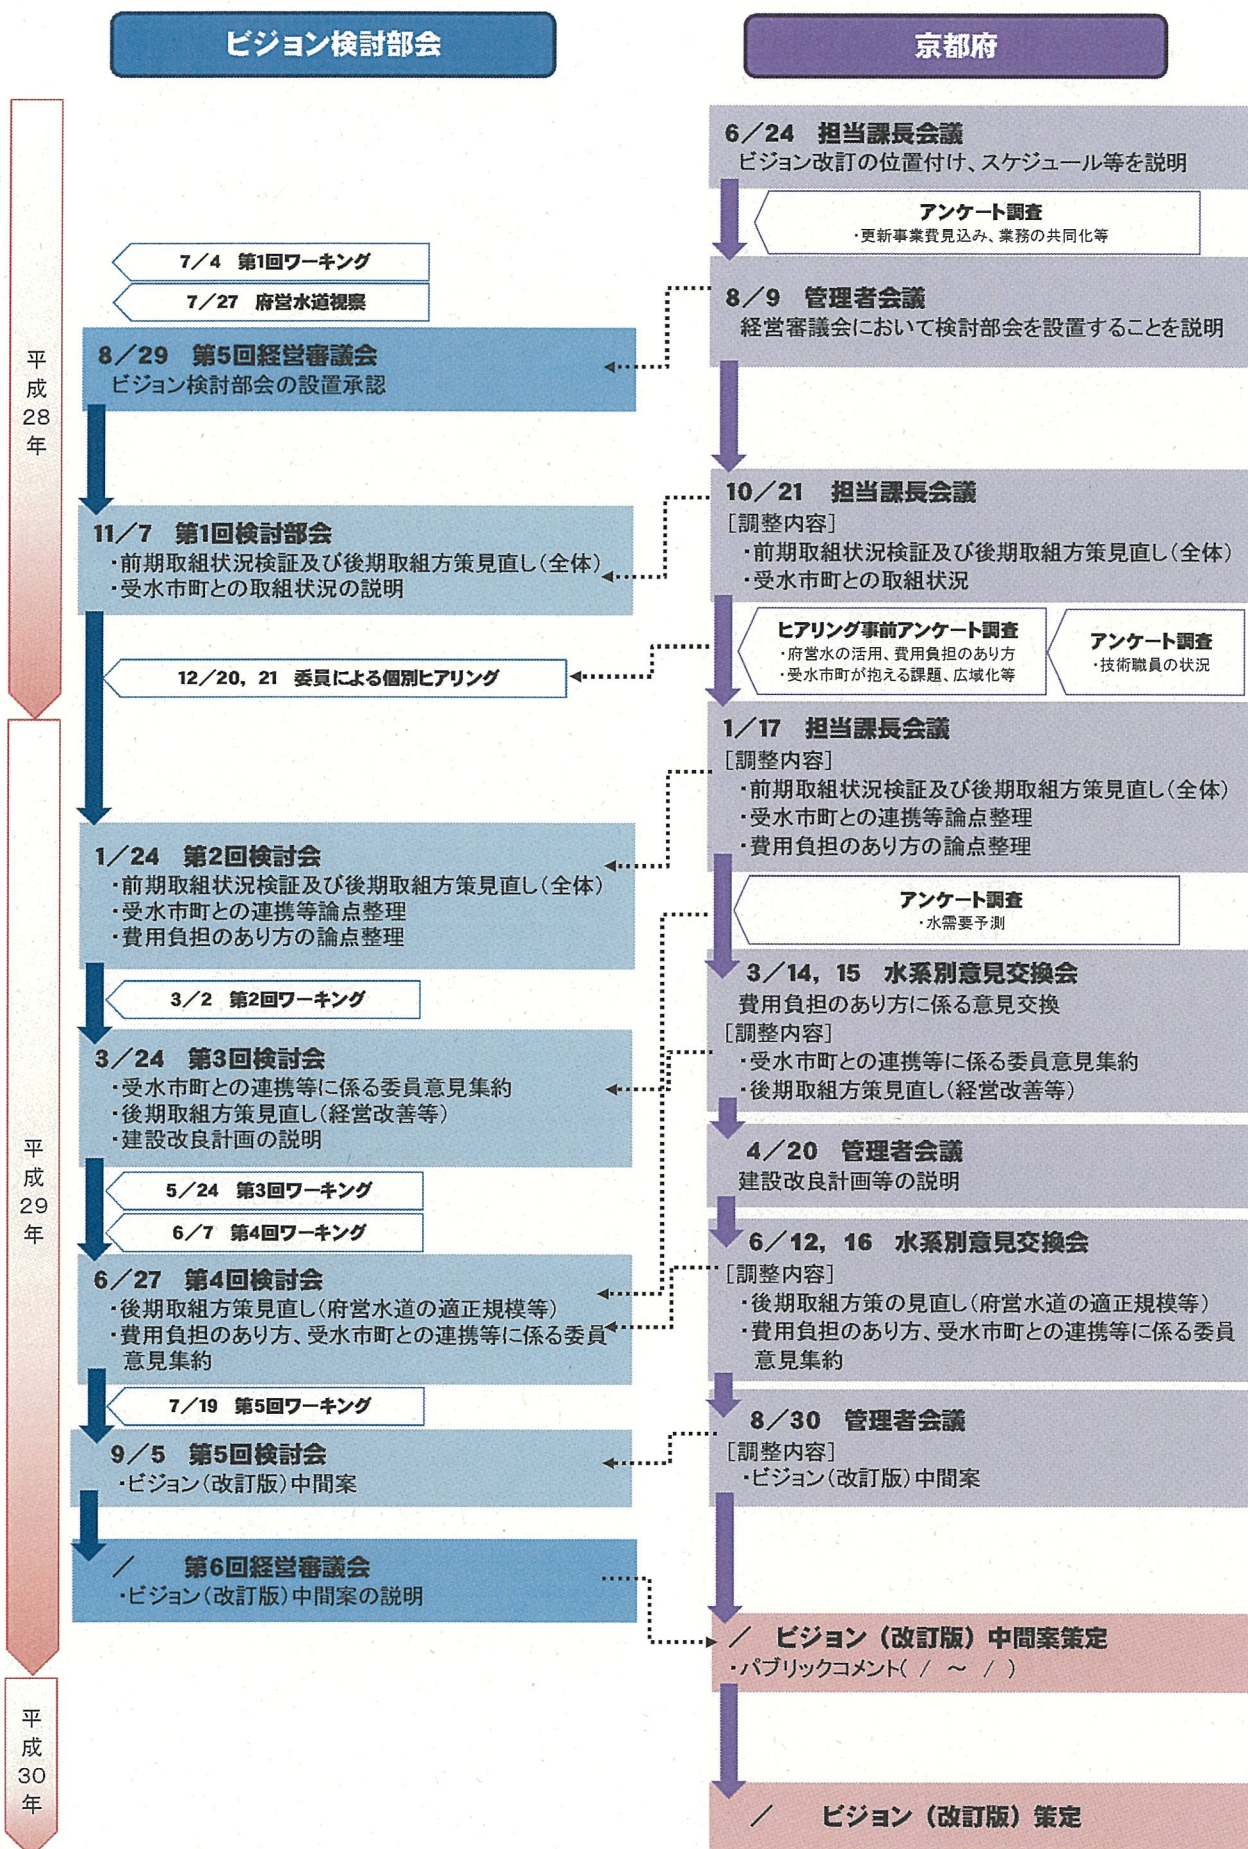 ビジョン検討部会
京都府
平成28年
平成29年
平成30年
7／4　第1回ワーキング
7／27　府営水道視察
8／29　第5回経営審議会
ビジョン検討部会の設置承認
11／7　第1回検討部会
・前期取組状況検証及び後期取組方策見直し（全体）
・受水市町との取組状況の説明
12／20，21　委員による個別ヒアリング
1／24　第2回検討会
・前期取組状況検証及び後期取組方策見直し（全体）
・受水市町との連携等論点整理
・費用負担のあり方の論点整理
3／2　第2回ワーキング
3／24　第3回検討会
・受水市町との連携等に係る委員意見集約
・後期取組方策見直し（経営改善等）
・建設改良計画の説明
5／24　第3回ワーキング
6／7　第4回ワーキング
6／27　第4回検討会
・後期取組方策見直し（府営水道の適正規模等）
・費用負担のあり方、受水市町との連携等に係る委員
意見集約
7／19　第5回ワーキング
9／5　第5回検討会
・ビジョン（改訂版）中間案
／　　第6回経営審議会
・ビジョン（改訂版）中間案の説明
6／24　担当課長会議
ビジョン改訂の位置付け、スケジュール等を説明
アンケート調査
・更新事業費見込み、業務の共同化等
8／9　管理者会議
経営審議会において検討部会を設置することを説明
10／21　担当課長会議
［調整内容］
・前期取組状況検証及び後期取組方策見直し（全体）
・受水市町との取組状況
ヒアリング事前アンケート調査
・府営水の活用、費用負担のあり方
・受水市町が抱える課題、広域化等
アンケート調査
・技術職員の状況
1／17　担当課長会議
［調整内容］
・前期取組状況検証及び後期取組方策見直し（全体）
・受水市町との連携等論点整理
・費用負担のあり方の論点整理
アンケート調査
・水需要予測
3／14，15　水系別意見交換会
費用負担のあり方に係る意見交換
［調整内容］
・受水市町との連携等に係る委員意見集約
・後期取組方策見直し（経営改善等）
4／20　管理者会議
建設改良計画等の説明
6／12，16　水系別意見交換会
［調整内容］
・後期取組方策の見直し（府営水道の適正規模等）
・費用負担のあり方、受水市町との連携等に係る委員
意見集約
8／30　管理者会議
［調整内容］
・ビジョン（改訂版）中間案
／　ビジョン（改訂版）中間案策定
・パブリックコメント（　／　～　／　）
／　　ビジョン（改訂版）策定